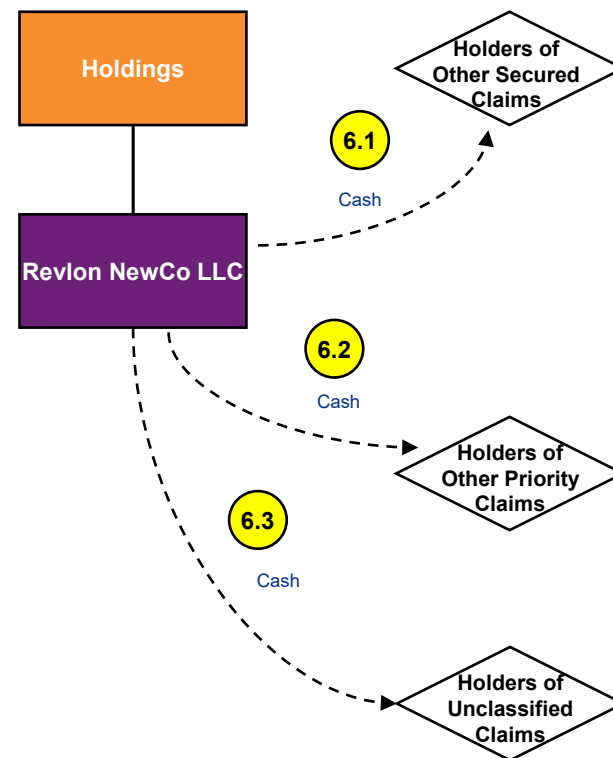 Holdings
Holders of
Other Secured
Claims
6.1
Cash
Revlon NewCo LLC
6.2
Cash
Holders of
Other Priority
Claims
6.3
Cash
Holders of
Unclassified
Claims